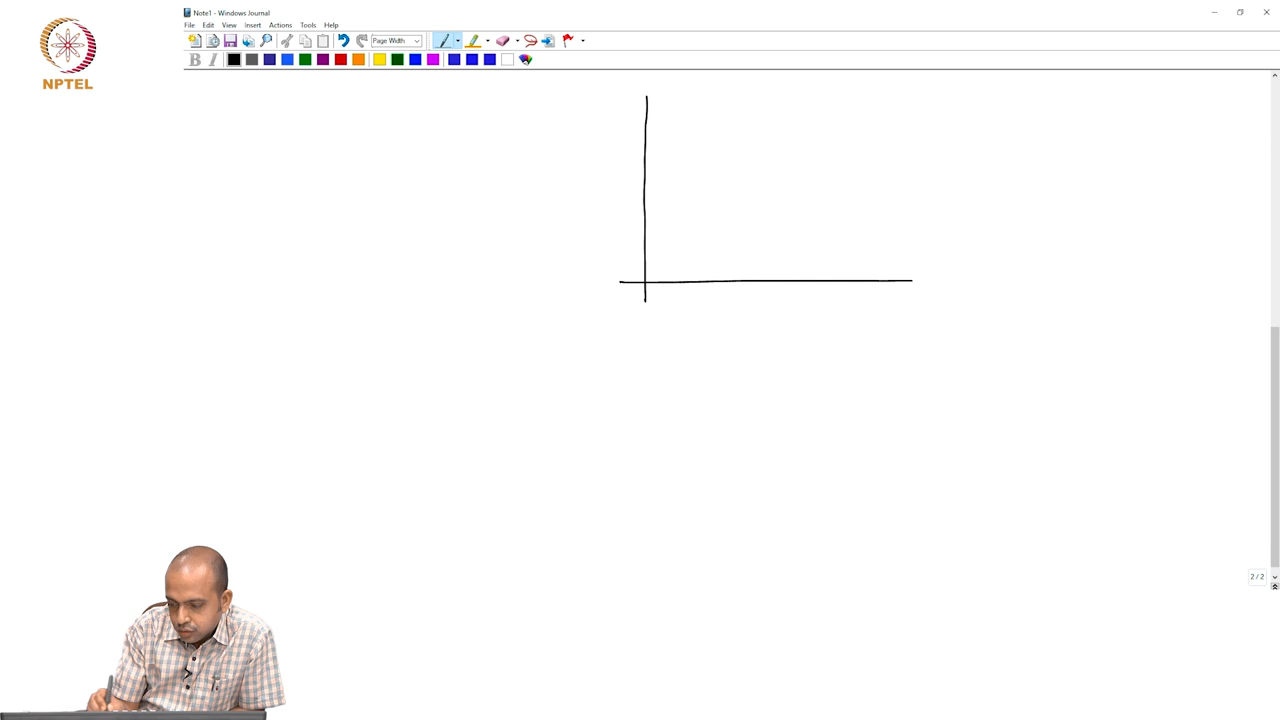 Note1 - Windows Journal
File Edit View Insert Actions Tools Help
Page Width
B I
NPTEL
2 / 2